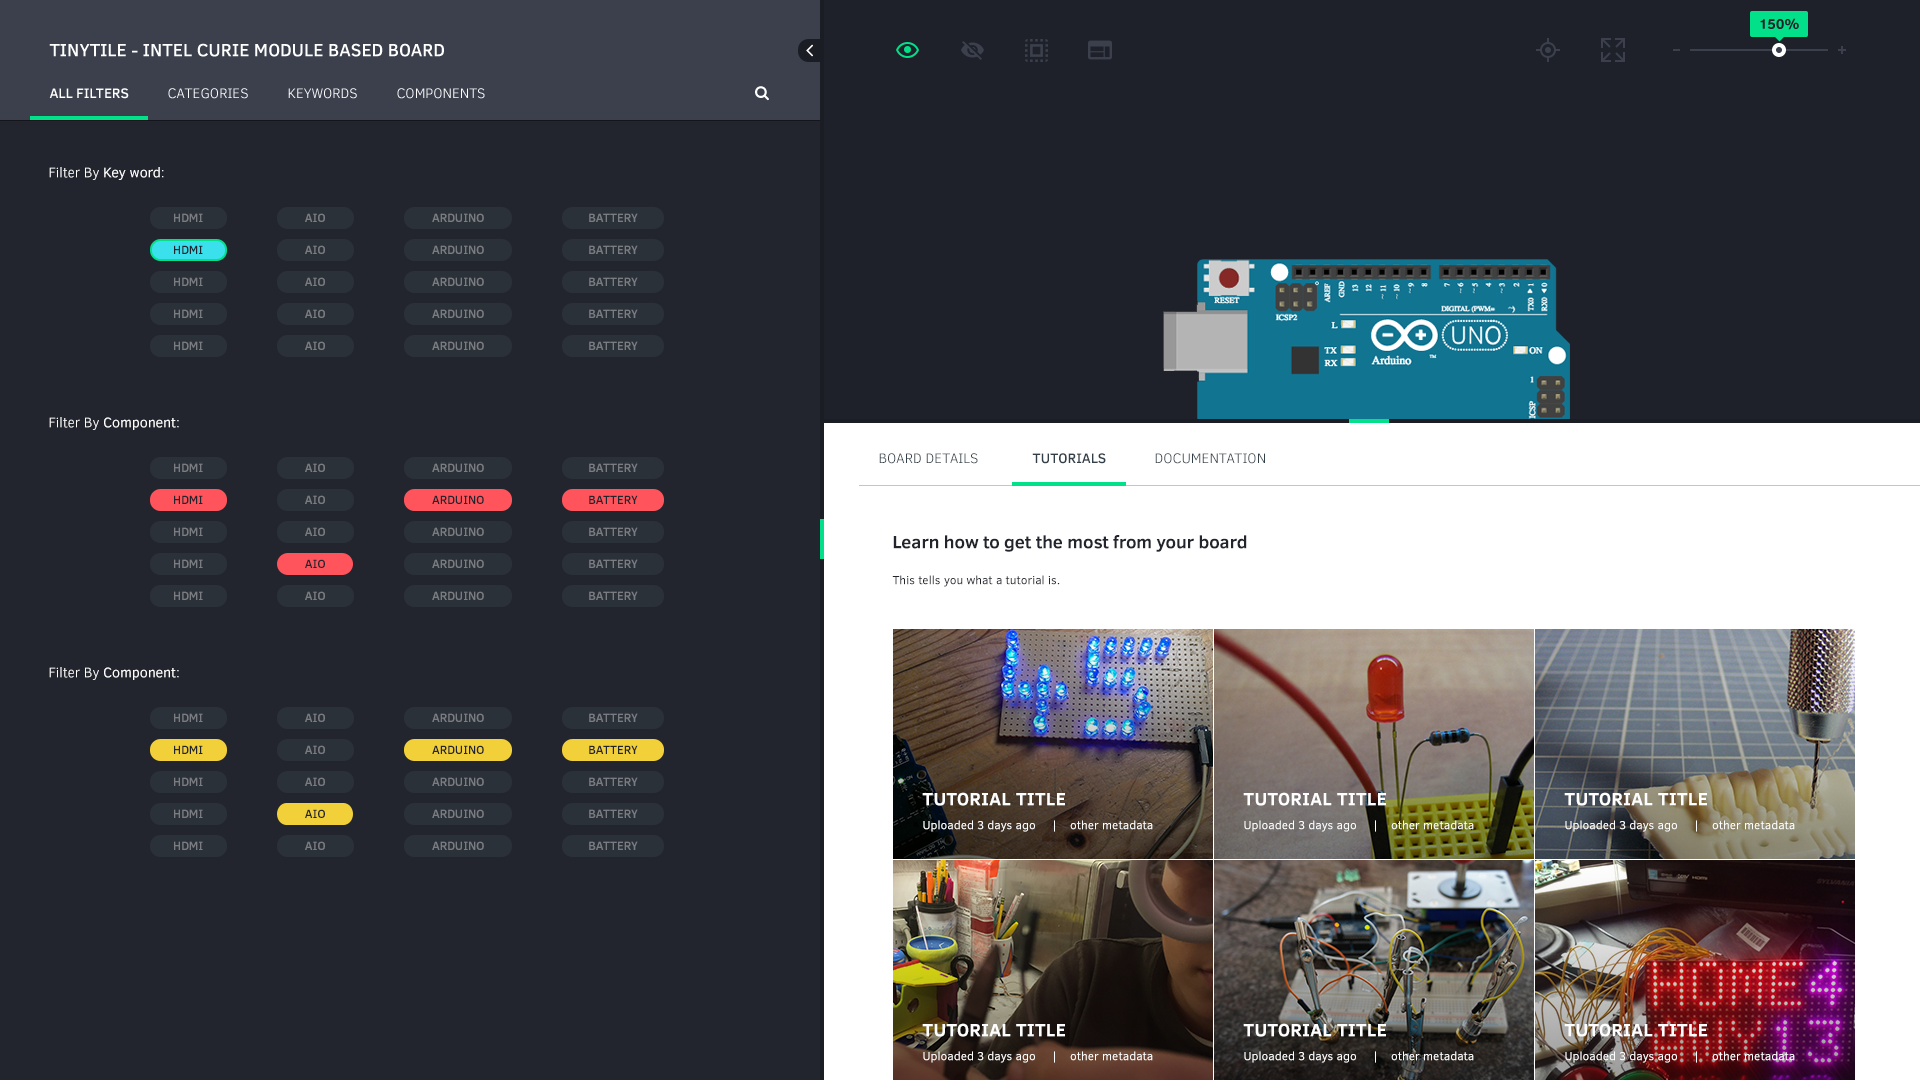 TINYTILE - INTEL CURIE MODULE BASED BOARD
ALL FILTERS CATEGORIES KEYWORDS COMPONENTS
Filter By Key word:
HDMI AIO ARDUINO BATTERY
HDMI AIO ARDUINO BATTERY
HDMI AIO ARDUINO BATTERY
HDMI AIO ARDUINO BATTERY
HDMI AIO ARDUINO BATTERY
Filter By Component:
HDMI AIO ARDUINO BATTERY
HDMI AIO ARDUINO BATTERY
HDMI AIO ARDUINO BATTERY
HDMI AIO ARDUINO BATTERY
HDMI AIO ARDUINO BATTERY
Filter By Component:
HDMI AIO ARDUINO BATTERY
HDMI AIO ARDUINO BATTERY
HDMI AIO ARDUINO BATTERY
HDMI AIO ARDUINO BATTERY
HDMI AIO ARDUINO BATTERY
150%
- +
RESET
ICSP2
AREF GND 13 12 ~11 ~10 ~9 8 7 ~6 ~5 4 ~3 2 TX0 1 RX0 0
DIGITAL (PWM=
L
TX
RX
Arduino
™
UNO
ON
1
ICSP
BOARD DETAILS TUTORIALS DOCUMENTATION
Learn how to get the most from your board
This tells you what a tutorial is.
TUTORIAL TITLE
Uploaded 3 days ago | other metadata
TUTORIAL TITLE
Uploaded 3 days ago | other metadata
TUTORIAL TITLE
Uploaded 3 days ago | other metadata
TUTORIAL TITLE
Uploaded 3 days ago | other metadata
TUTORIAL TITLE
Uploaded 3 days ago | other metadata
HOME4
13
TUTORIAL TITLE
Uploaded 3 days ago | other metadata